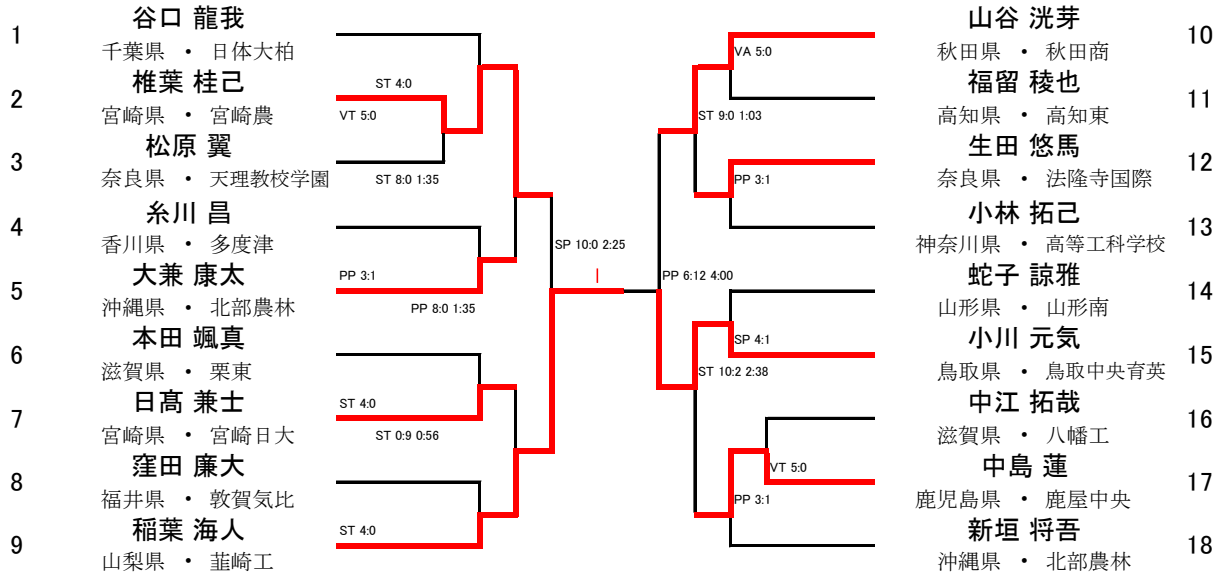 1
谷口 龍我
千葉県 ・ 日体大柏
2
椎葉 桂己
宮崎県 ・ 宮崎農
3
松原 翼
奈良県 ・ 天理教校学園
4
糸川 昌
香川県 ・ 多度津
5
大兼 康太
沖縄県 ・ 北部農林
6
本田 颯真
滋賀県 ・ 栗東
7
日髙 兼士
宮崎県 ・ 宮崎日大
8
窪田 廉大
福井県 ・ 敦賀気比
9
稲葉 海人
山梨県 ・ 韮崎工
ST 4:0
VT 5:0
ST 8:0 1:35
PP 3:1
PP 8:0 1:35
ST 4:0
ST 0:9 0:56
ST 4:0
SP 10:0 2:25
PP 6:12 4:00
VA 5:0
ST 9:0 1:03
PP 3:1
SP 4:1
ST 10:2 2:38
VT 5:0
PP 3:1
山谷 洸芽
秋田県 ・ 秋田商
10
福留 稜也
高知県 ・ 高知東
11
生田 悠馬
奈良県 ・ 法隆寺国際
12
小林 拓己
神奈川県 ・ 高等工科学校
13
蛇子 諒雅
山形県 ・ 山形南
14
小川 元気
鳥取県 ・ 鳥取中央育英
15
中江 拓哉
滋賀県 ・ 八幡工
16
中島 蓮
鹿児島県 ・ 鹿屋中央
17
新垣 将吾
沖縄県 ・ 北部農林
18